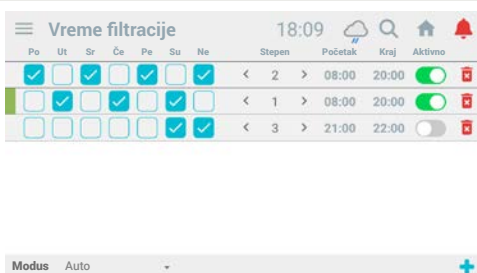 Vreme filtracije 18:09
Po Ut Sr Če Pe Su Ne Stepen Početak Kraj Aktivno
< 2 > 08:00 20:00
< 1 > 08:00 20:00
< 3 > 21:00 22:00
Modus Auto